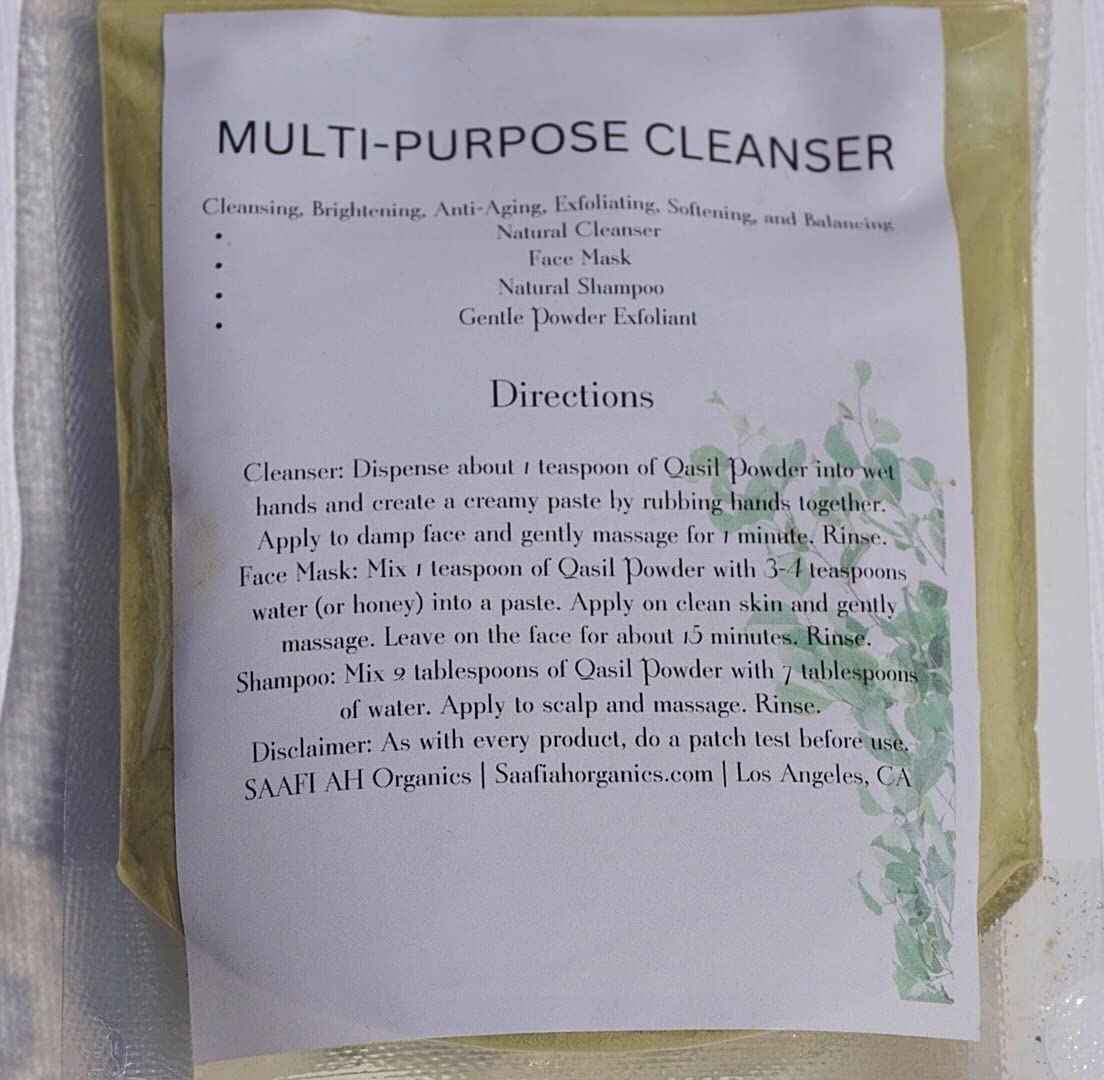 MULTI-PURPOSE CLEANSER
Cleansing, Brightening, Anti-Aging, Exfoliating, Softening, and Balancing
• Natural Cleanser
• Face Mask
• Natural Shampoo
• Gentle Powder Exfoliant
Directions
Cleanser: Dispense about 1 teaspoon of Qasil Powder into wet
hands and create a creamy paste by rubbing hands together.
Apply to damp face and gently massage for 1 minute. Rinse.
Face Mask: Mix 1 teaspoon of Qasil Powder with 3-4 teaspoons
water (or honey) into a paste. Apply on clean skin and gently
massage. Leave on the face for about 15 minutes. Rinse.
Shampoo: Mix 2 tablespoons of Qasil Powder with 7 tablespoons
of water. Apply to scalp and massage. Rinse.
Disclaimer: As with every product, do a patch test before use.
SAAFI AH Organics | Saafiahorganics.com | Los Angeles, CA